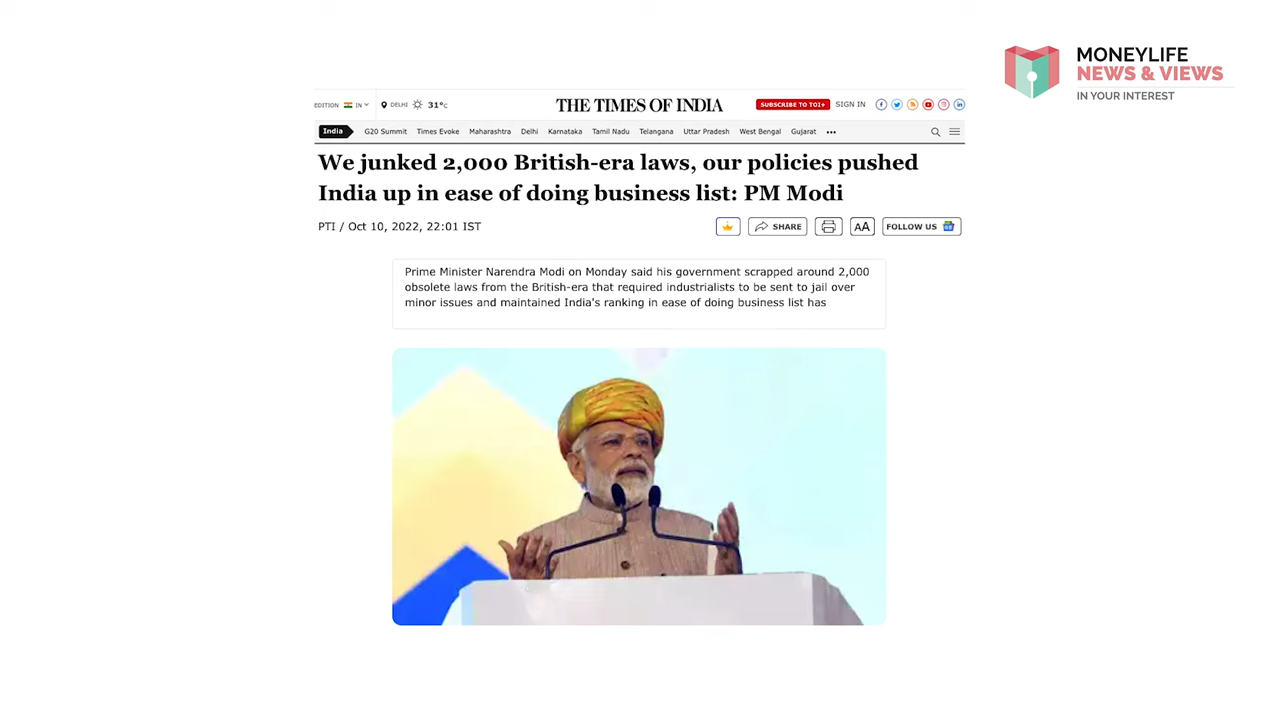 MONEYLIFE
NEWS & VIEWS
IN YOUR INTEREST
EDITION IN DELHI 31°C THE TIMES OF INDIA SUBSCRIBE TO TOI+ SIGN IN
India G20 Summit Times Evoke Maharashtra Delhi Karnataka Tamil Nadu Telangana Uttar Pradesh West Bengal Gujarat
We junked 2,000 British-era laws, our policies pushed
India up in ease of doing business list: PM Modi
PTI / Oct 10, 2022, 22:01 IST SHARE AA FOLLOW US
Prime Minister Narendra Modi on Monday said his government scrapped around 2,000
obsolete laws from the British-era that required industrialists to be sent to jail over
minor issues and maintained India's ranking in ease of doing business list has